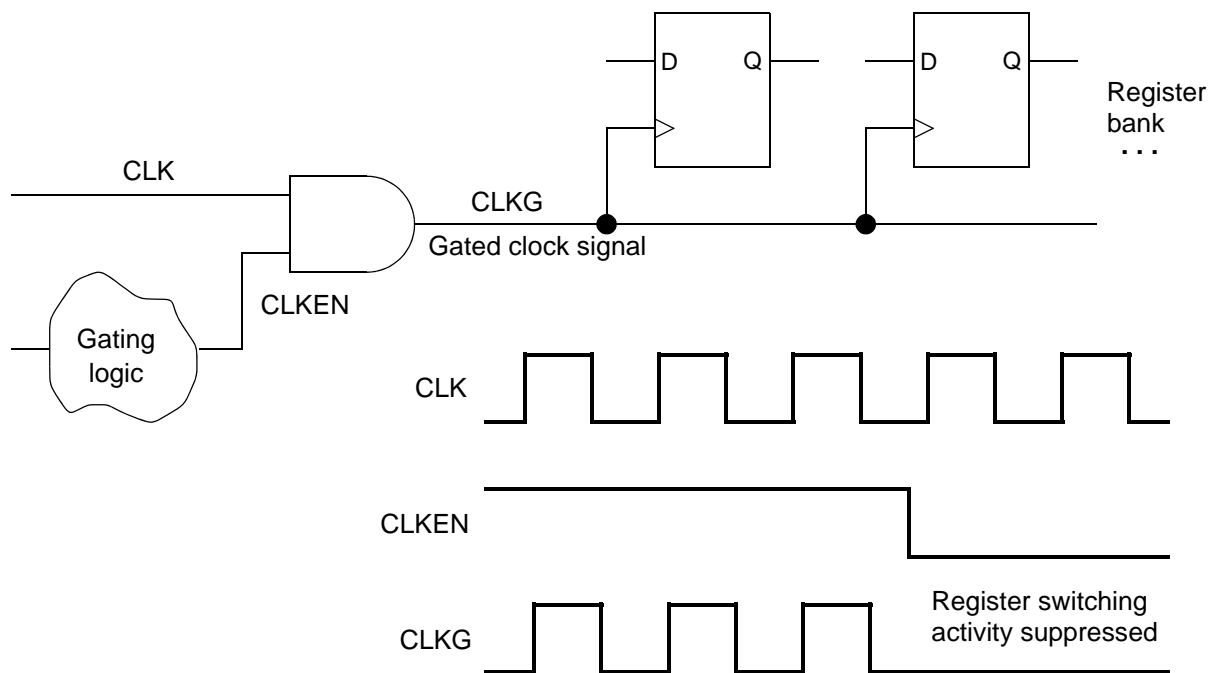 D Q
D Q
Register
bank
. . .
CLK
CLKG
Gated clock signal
CLKEN
Gating
logic
CLK
CLKEN
CLKG
Register switching
activity suppressed